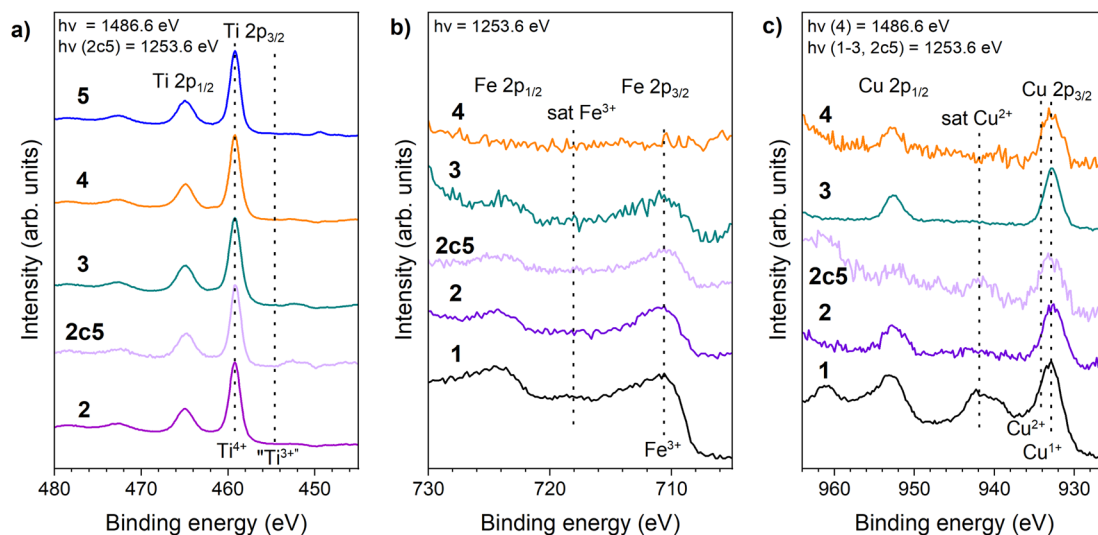 a)
hν = 1486.6 eV
hν (2c5) = 1253.6 eV
Ti 2p3/2
Ti 2p1/2
5
4
3
2c5
2
Ti4+
"Ti3+"
Intensity (arb. units)
480 470 460 450
Binding energy (eV)
b)
hν = 1253.6 eV
Fe 2p1/2
Fe 2p3/2
sat Fe3+
4
3
2c5
2
1
Fe3+
Intensity (arb. units)
730 720 710
Binding energy (eV)
c)
hν (4) = 1486.6 eV
hν (1-3, 2c5) = 1253.6 eV
Cu 2p1/2
Cu 2p3/2
sat Cu2+
4
3
2c5
2
1
Cu2+
Cu1+
Intensity (arb. units)
960 950 940 930
Binding energy (eV)